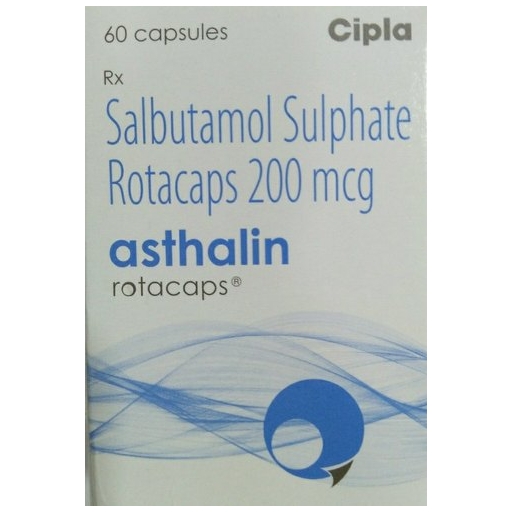 60 capsules
Cipla
Rx
Salbutamol Sulphate
Rotacaps 200 mcg
asthalin
rotacaps®